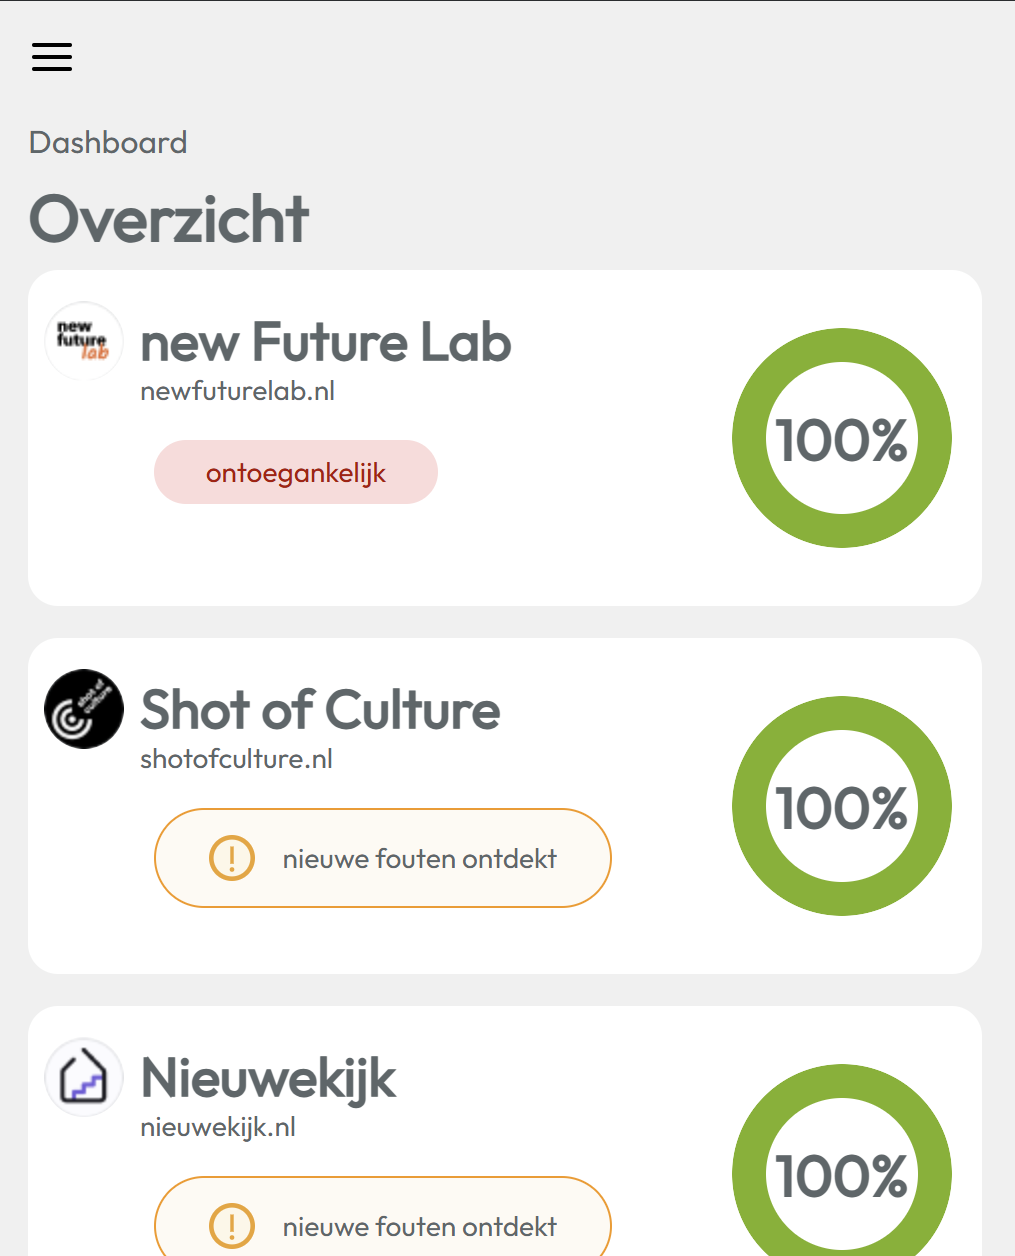 Dashboard
Overzicht
new
future
lab
new Future Lab
newfuturelab.nl
ontoegankelijk
100%
shot of
culture
Shot of Culture
shotofculture.nl
nieuwe fouten ontdekt
100%
Nieuwekijk
nieuwekijk.nl
nieuwe fouten ontdekt
100%